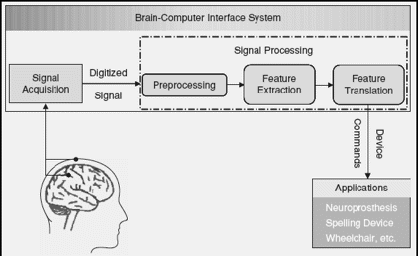 Brain-Computer Interface System
Signal Processing
Signal
Acquisition
Digitized
Signal
Preprocessing
Feature
Extraction
Feature
Translation
Device
Commands
Applications
Neuroprosthesis
Spelling Device
Wheelchair, etc.